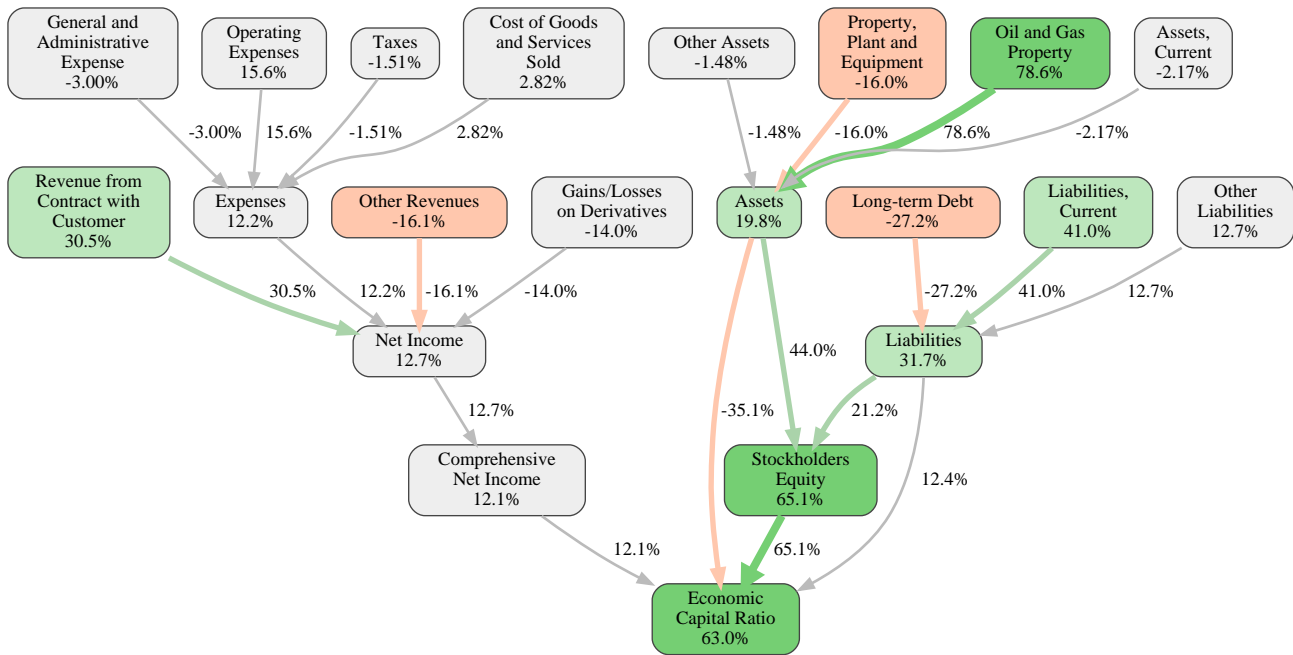 General and
Administrative
Expense
-3.00%
Operating
Expenses
15.6%
Taxes
-1.51%
Cost of Goods
and Services
Sold
2.82%
Other Assets
-1.48%
Property,
Plant and
Equipment
-16.0%
Oil and Gas
Property
78.6%
Assets,
Current
-2.17%
-3.00%
15.6%
-1.51%
2.82%
-1.48%
-16.0%
78.6%
-2.17%
Revenue from
Contract with
Customer
30.5%
Expenses
12.2%
Other Revenues
-16.1%
Gains/Losses
on Derivatives
-14.0%
Assets
19.8%
Long-term Debt
-27.2%
Liabilities,
Current
41.0%
Other
Liabilities
12.7%
30.5%
12.2%
-16.1%
-14.0%
-27.2%
41.0%
12.7%
Net Income
12.7%
44.0%
Liabilities
31.7%
12.7%
-35.1%
21.2%
Comprehensive
Net Income
12.1%
Stockholders
Equity
65.1%
12.4%
12.1%
65.1%
Economic
Capital Ratio
63.0%